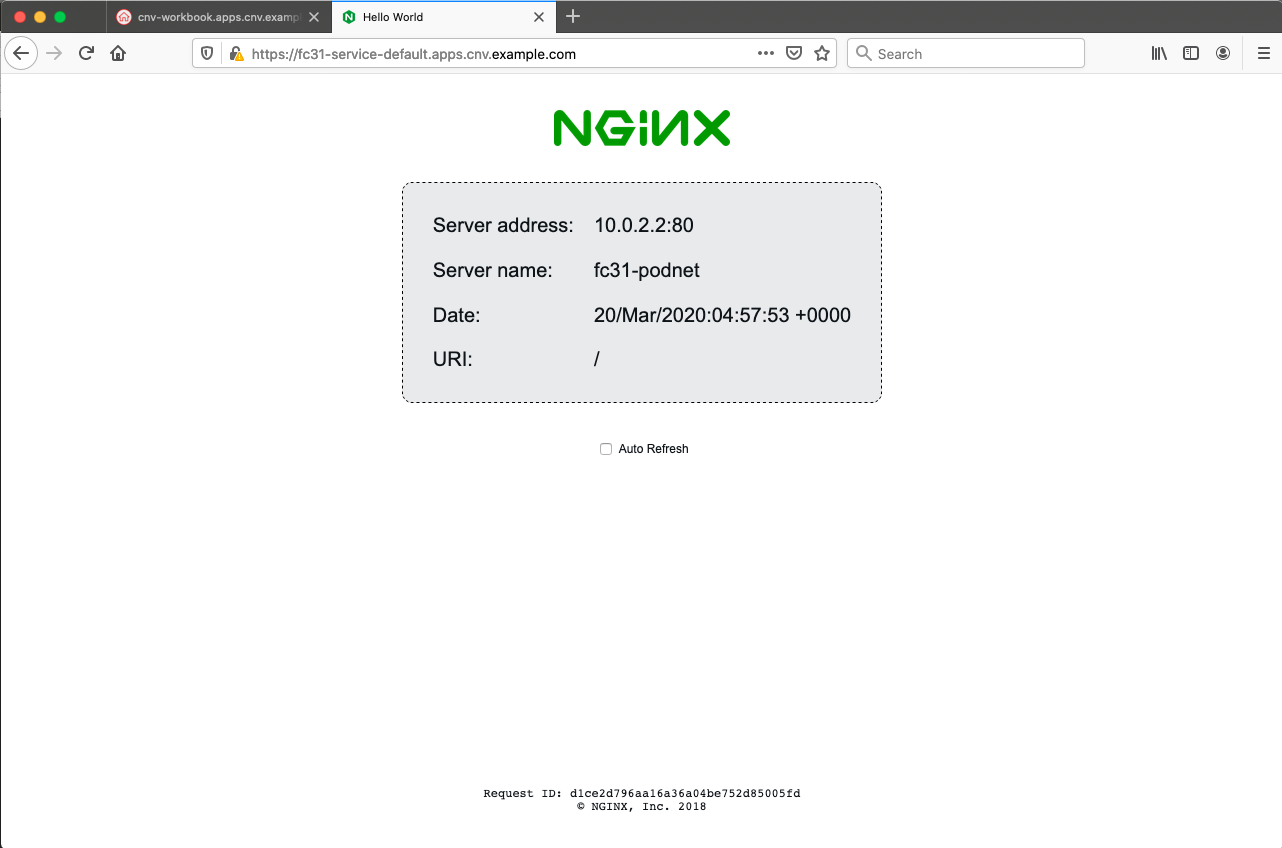 cnv-workbook.apps.cnv.examp
Hello World
https://fc31-service-default.apps.cnv.example.com
Search
NGINX
Server address: 10.0.2.2:80
Server name: fc31-podnet
Date: 20/Mar/2020:04:57:53 +0000
URI: /
Auto Refresh
Request ID: d1ce2d796aa16a36a04be752d85005fd
© NGINX, Inc. 2018